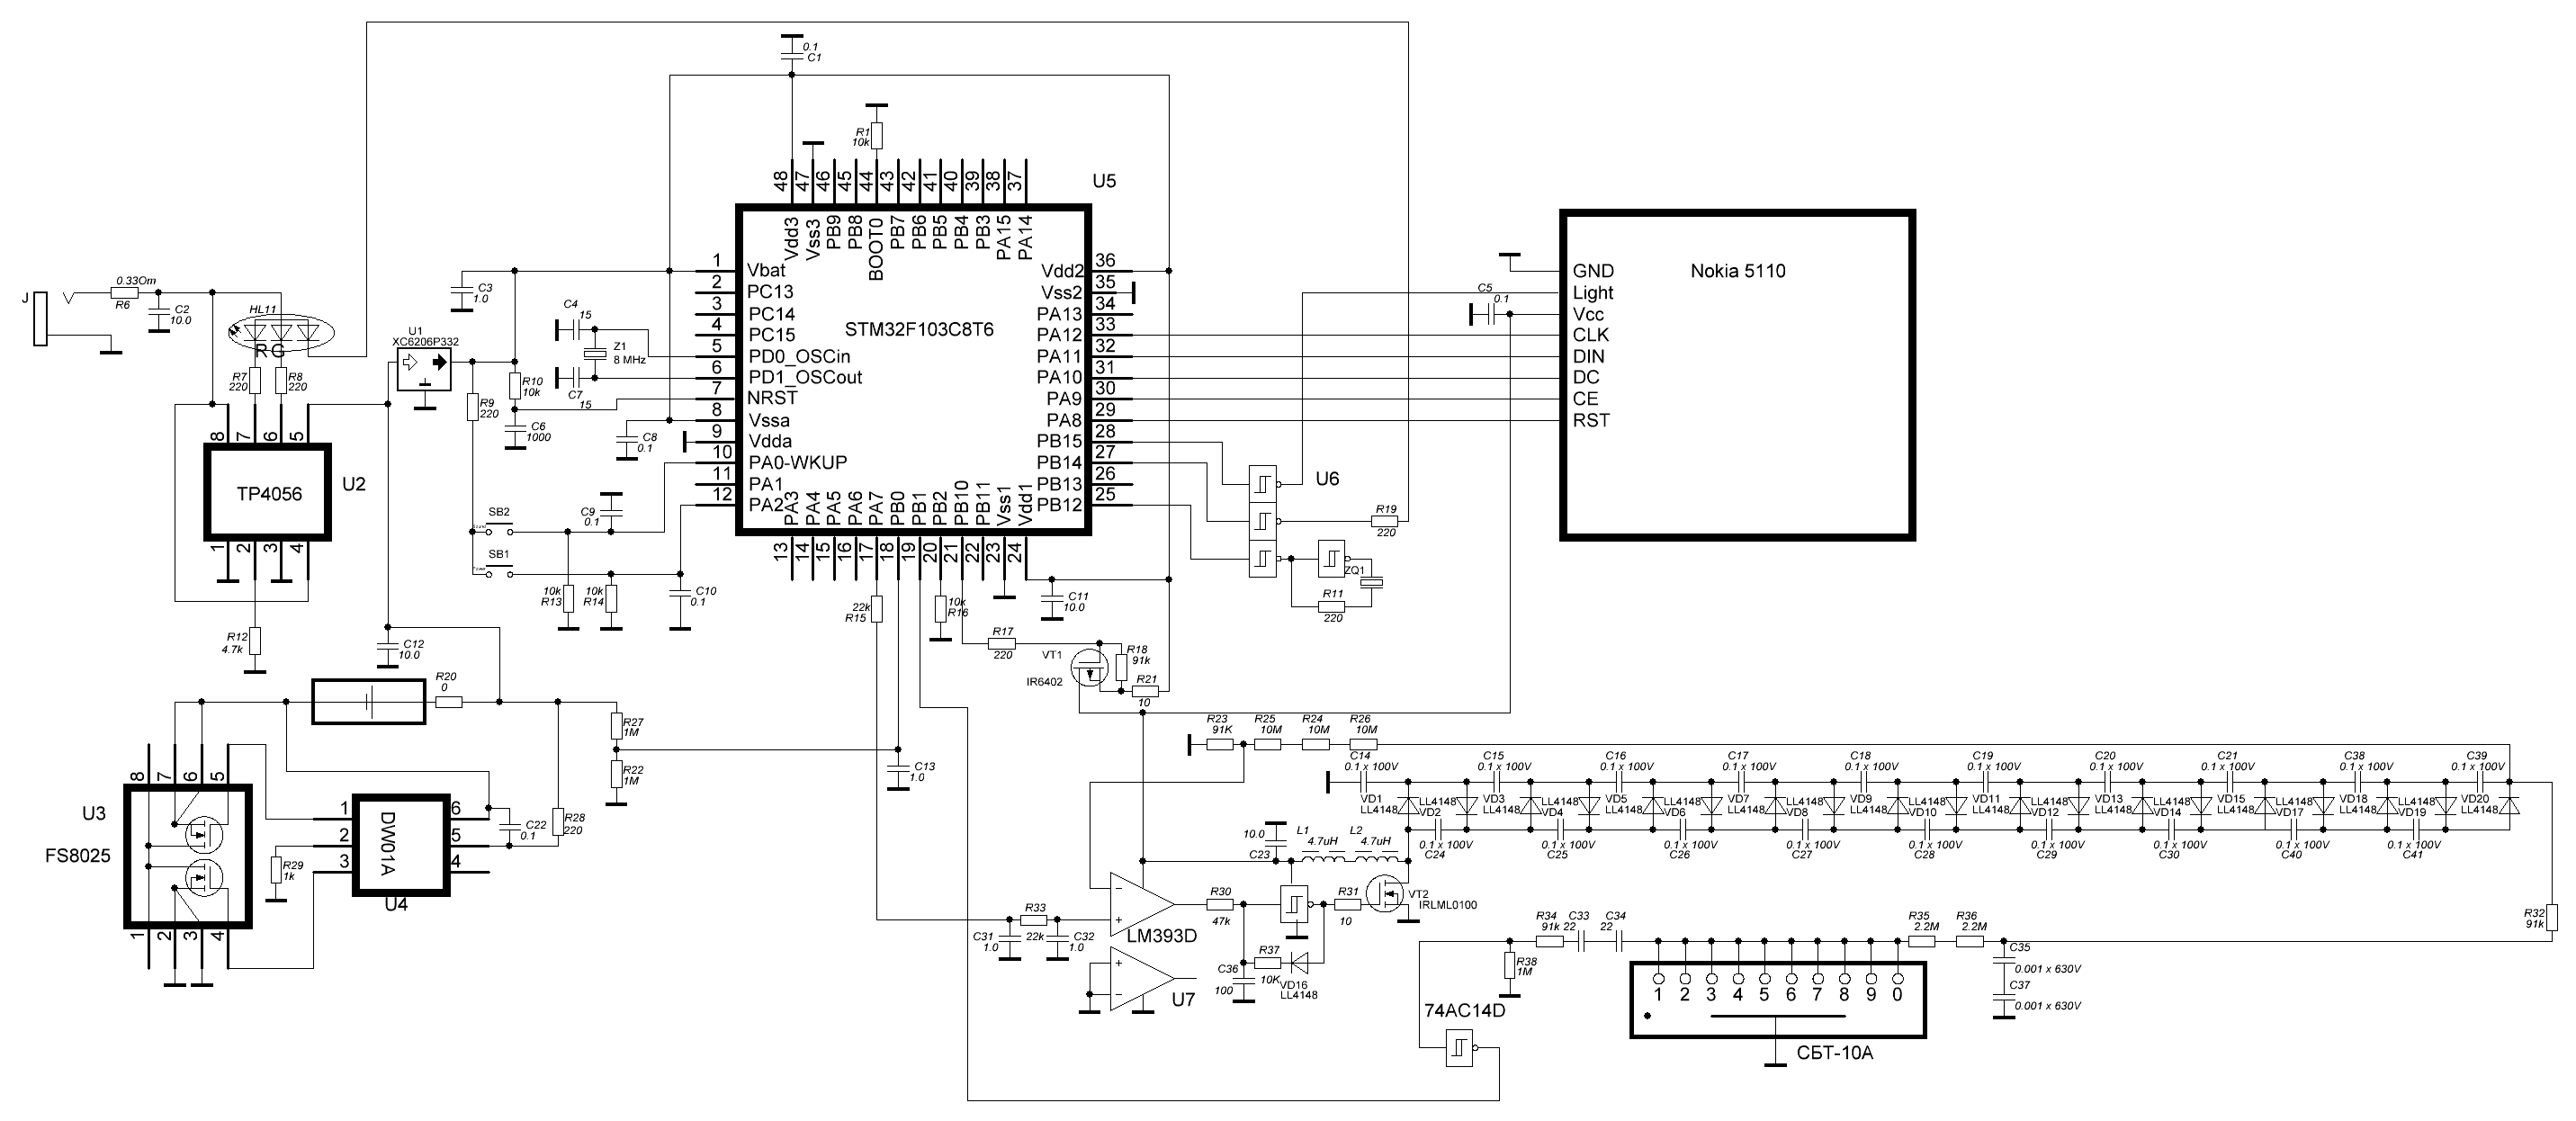 0.1
C1
R1
10k
U5
48 47 46 45 44 43 42 41 40 39 38 37
Vdd3 Vss3 PB9 PB8 BOOT0 PB7 PB6 PB5 PB4 PB3 PA15 PA14
STM32F103C8T6
1 Vbat
2 PC13
3 PC14
4 PC15
5 PD0_OSCin
6 PD1_OSCout
7 NRST
8 Vssa
9 Vdda
10 PA0-WKUP
11 PA1
12 PA2
Vdd2 36
Vss2 35
PA13 34
PA12 33
PA11 32
PA10 31
PA9 30
PA8 29
PB15 28
PB14 27
PB13 26
PB12 25
PA3 PA4 PA5 PA6 PA7 PB0 PB1 PB2 PB10 PB11 Vss1 Vdd1
13 14 15 16 17 18 19 20 21 22 23 24
Nokia 5110
GND
Light
Vcc
CLK
DIN
DC
CE
RST
C5
0.1
J
0.33Om
R6
C2
10.0
HL11
RG
R7
220
R8
220
8 7 6 5
TP4056
U2
1 2 3 4
R12
4.7k
U1
XC6206P332
C3
1.0
C4
15
Z1
8 MHz
C7
15
R10
10k
R9
220
C6
1000
C8
0.1
SB2
SB1
C9
0.1
10k
R13
10k
R14
C10
0.1
C12
10.0
R20
0
R27
1M
R22
1M
C13
1.0
8 7 6 5
U3
FS8025
1 2 3 4
1 2 3
DW01A
6 5 4
U4
C22
0.1
R28
220
R29
1k
22k
R15
10k
R16
C11
10.0
R17
220
VT1
IR6402
R18
91k
R21
10
U6
R19
220
ZQ1
R11
220
R23
91K
R25
10M
R24
10M
R26
10M
C14
0.1 x 100V
C15
0.1 x 100V
C16
0.1 x 100V
C17
0.1 x 100V
C18
0.1 x 100V
C19
0.1 x 100V
C20
0.1 x 100V
C21
0.1 x 100V
C38
0.1 x 100V
C39
0.1 x 100V
VD1
LL4148
LL4148
VD2
VD3
LL4148
LL4148
VD4
VD5
LL4148
LL4148
VD6
VD7
LL4148
LL4148
VD8
VD9
LL4148
LL4148
VD10
VD11
LL4148
LL4148
VD12
VD13
LL4148
LL4148
VD14
VD15
LL4148
LL4148
VD17
VD18
LL4148
LL4148
VD19
VD20
LL4148
0.1 x 100V
C24
0.1 x 100V
C25
0.1 x 100V
C26
0.1 x 100V
C27
0.1 x 100V
C28
0.1 x 100V
C29
0.1 x 100V
C30
0.1 x 100V
C40
0.1 x 100V
C41
10.0
C23
L1
4.7uH
L2
4.7uH
LM393D
U7
R30
47k
R31
10
VT2
IRLML0100
C31
1.0
R33
22k
C32
1.0
R37
10K
VD16
LL4148
C36
100
74AC14D
R38
1M
R34
91k
C33
22
C34
22
R35
2.2M
R36
2.2M
R32
91k
C35
0.001 x 630V
C37
0.001 x 630V
1 2 3 4 5 6 7 8 9 0
СБТ-10А